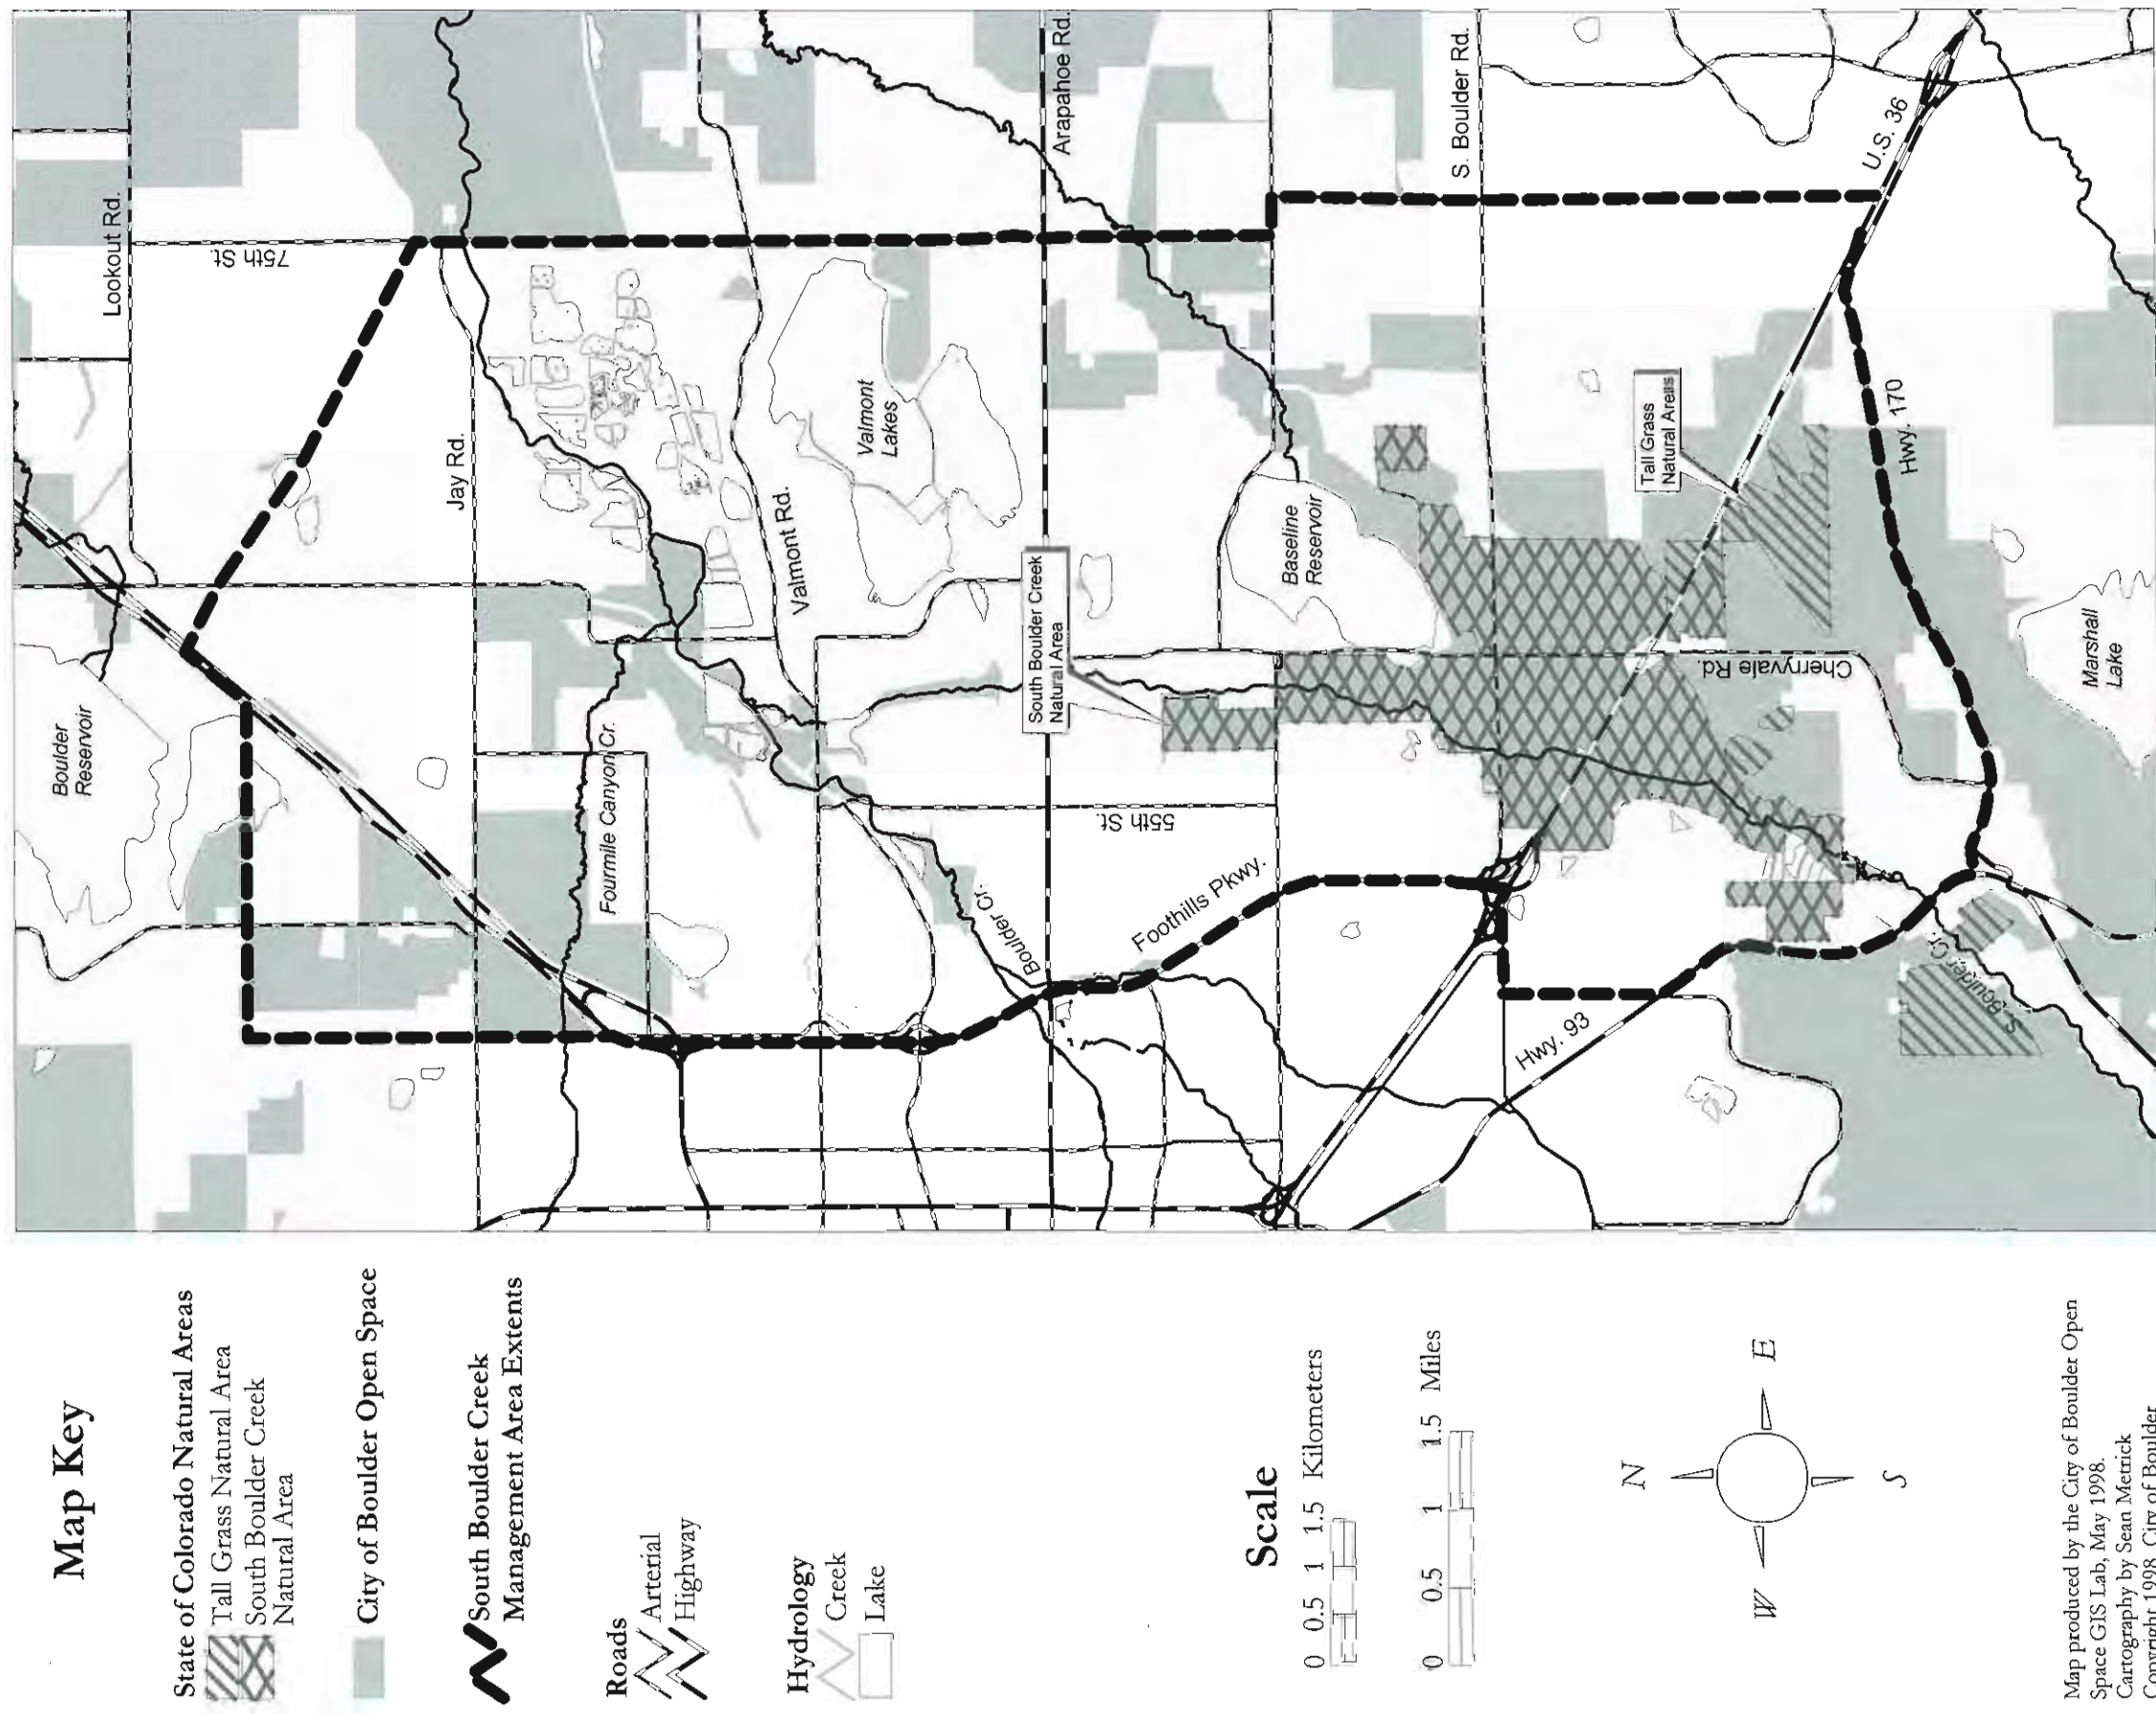 Map Key
State of Colorado Natural Areas
Tall Grass Natural Area
South Boulder Creek
Natural Area
City of Boulder Open Space
South Boulder Creek
Management Area Extents
Roads
Arterial
Highway
Hydrology
Creek
Lake
Scale
0 0.5 1 1.5 Kilometers
0 0.5 1 1.5 Miles
N
W
E
S
Map produced by the City of Boulder Open
Space GIS Lab, May 1998.
Cartography by Sean Metrick
Copyright 1998, City of Boulder
Lookout Rd.
75th St.
Boulder
Reservoir
Jay Rd.
Fourmile Canyon Cr.
Valmont Rd.
Valmont
Lakes
Arapahoe Rd.
South Boulder Creek
Natural Area
55th St.
Boulder Cr.
Foothills Pkwy.
Baseline
Reservoir
S. Boulder Rd.
Tall Grass
Natural Areas
U.S. 36
Cherryvale Rd.
Hwy. 170
Hwy. 93
S. Boulder Cr.
Marshall
Lake